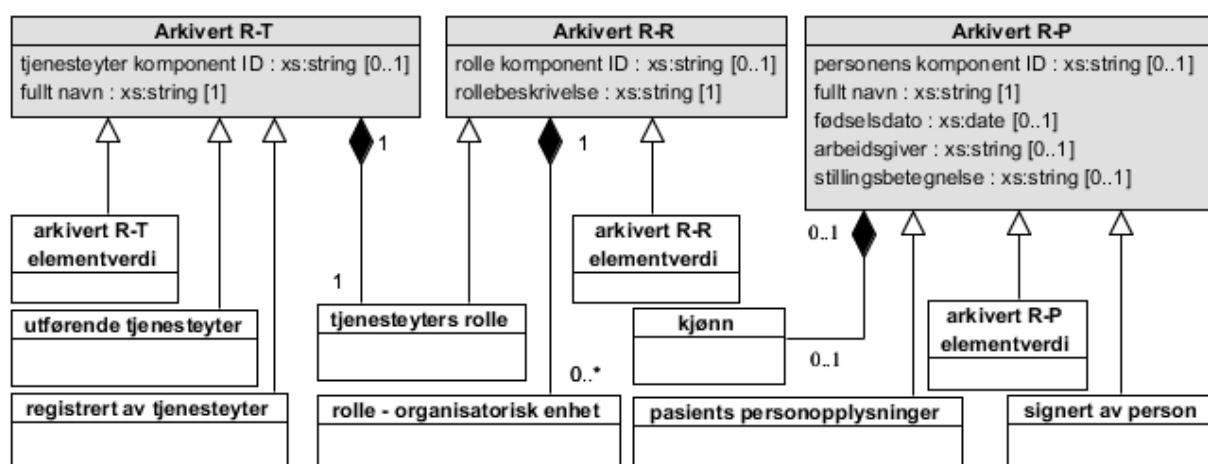 Arkivert R-T
tjenesteyter komponent ID : xs:string [0..1]
fullt navn : xs:string [1]
Arkivert R-R
rolle komponent ID : xs:string [0..1]
rollebeskrivelse : xs:string [1]
Arkivert R-P
personens komponent ID : xs:string [0..1]
fullt navn : xs:string [1]
fødselsdato : xs:date [0..1]
arbeidsgiver : xs:string [0..1]
stillingsbetegnelse : xs:string [0..1]
1
1
0..1
arkivert R-T
elementverdi
arkivert R-R
elementverdi
1
utførende tjenesteyter
tjenesteyters rolle
kjønn
0..1
arkivert R-P
elementverdi
0..*
registrert av tjenesteyter
rolle - organisatorisk enhet
pasients personopplysninger
signert av person